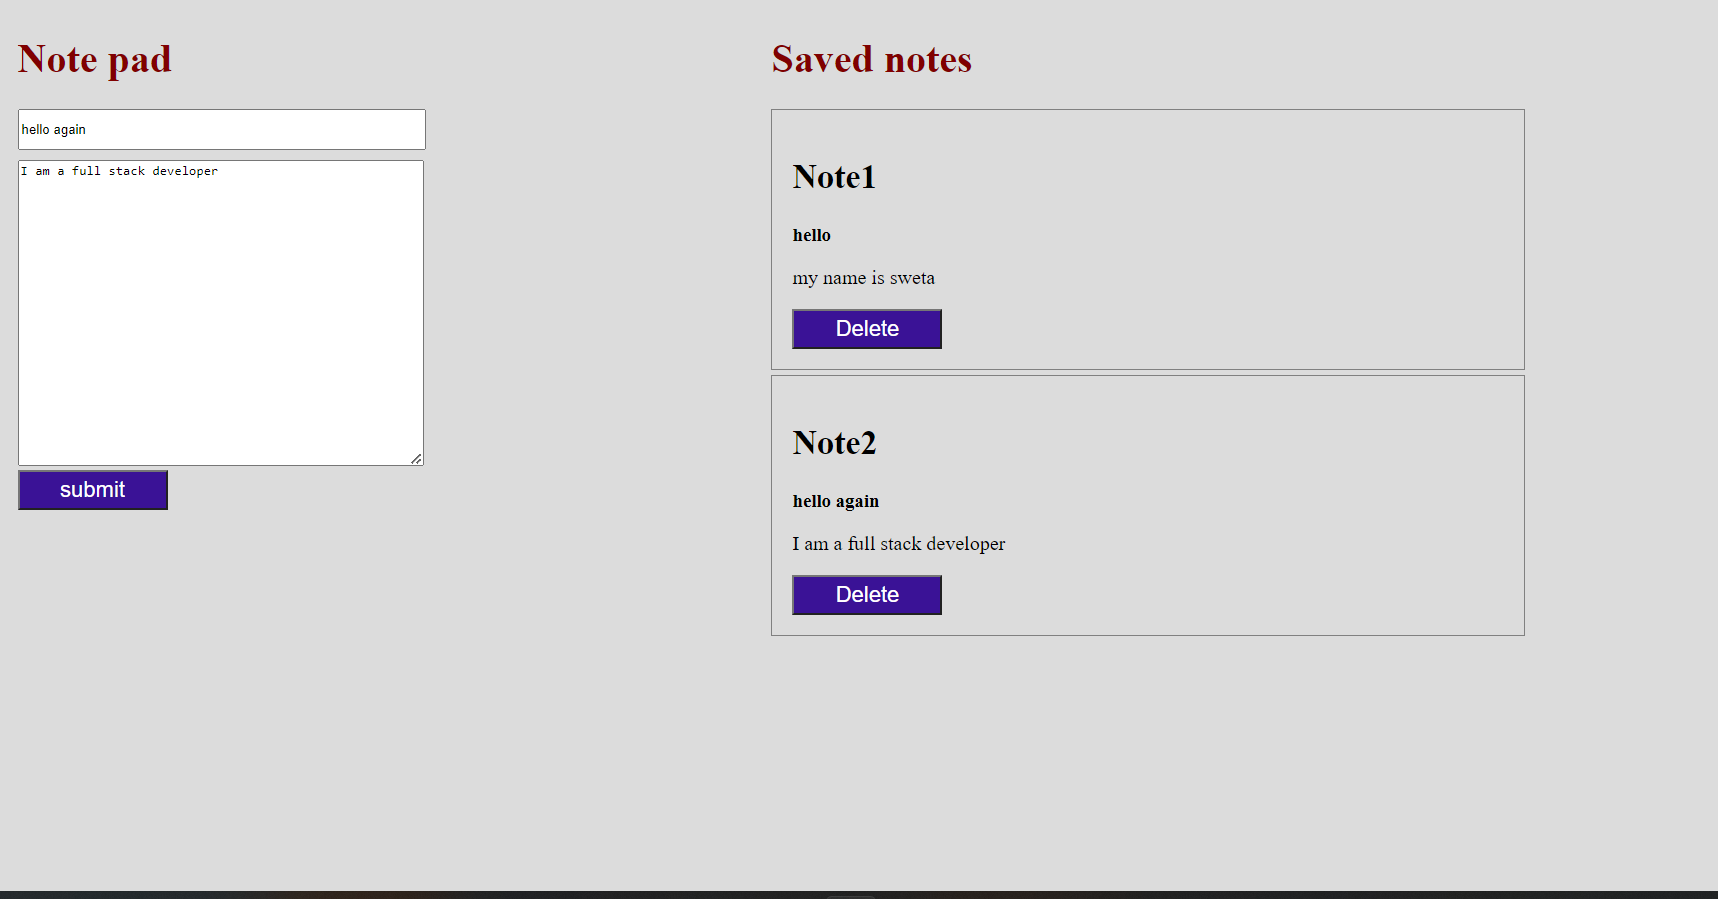 Note pad
hello again
I am a full stack developer
submit
Saved notes
Note1
hello
my name is sweta
Delete
Note2
hello again
I am a full stack developer
Delete